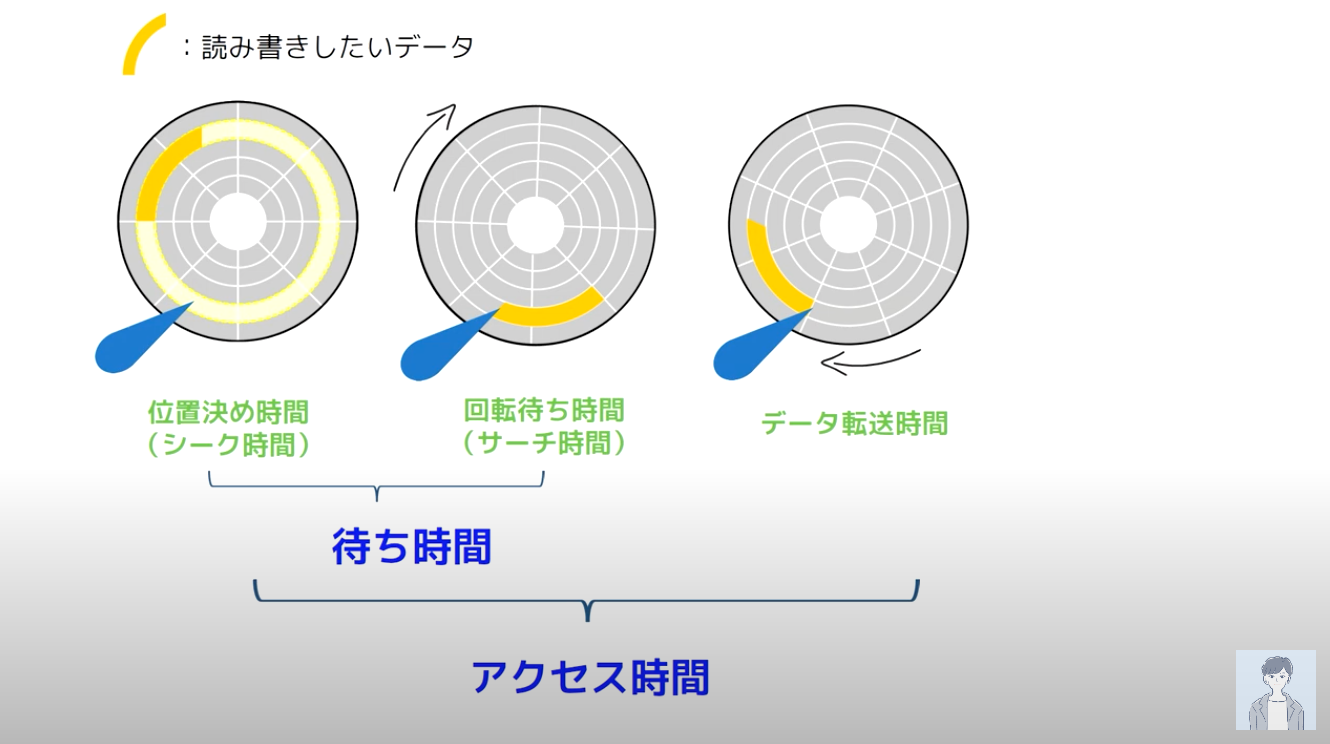 ：読み書きしたいデータ
位置決め時間
（シーク時間）
回転待ち時間
（サーチ時間）
データ転送時間
待ち時間
アクセス時間